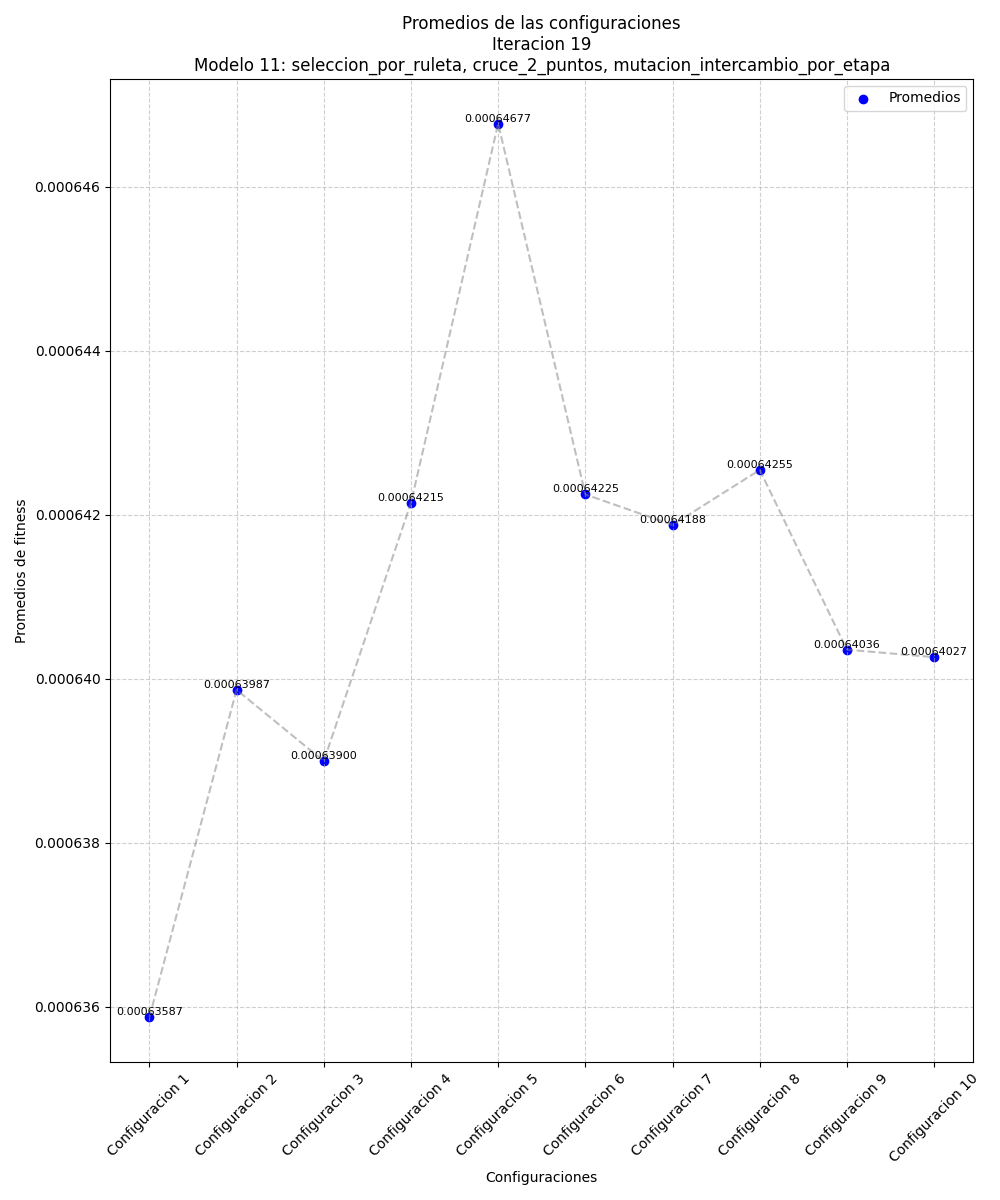 Promedios de las configuraciones
Iteracion 19
Modelo 11: seleccion_por_ruleta, cruce_2_puntos, mutacion_intercambio_por_etapa
Promedios
0.00064677
0.000646
0.000644
0.00064255
0.00064225
0.00064215
0.00064188
0.000642
0.00064036
0.00064027
0.000640
0.00063987
0.00063900
0.000638
0.000636
0.00063587
Promedios de fitness
Configuracion 1
Configuracion 2
Configuracion 3
Configuracion 4
Configuracion 5
Configuracion 6
Configuracion 7
Configuracion 8
Configuracion 9
Configuracion 10
Configuraciones